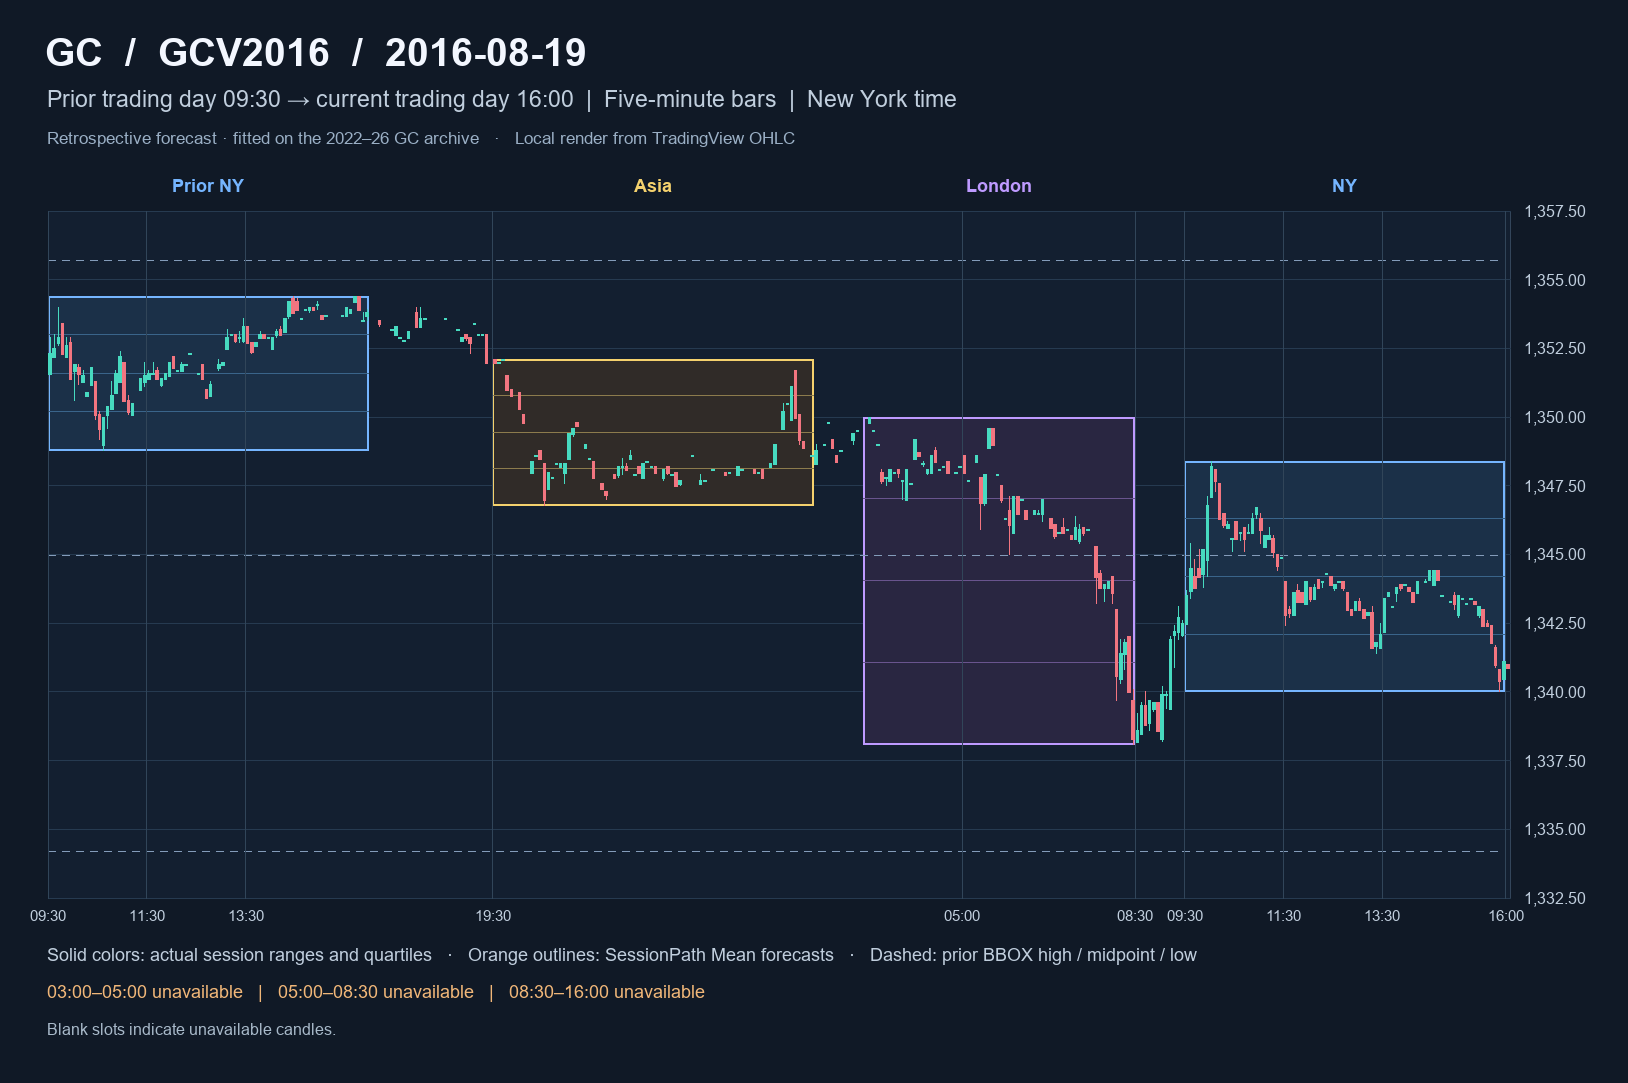 GC / GCV2016 / 2016-08-19
Prior trading day 09:30 → current trading day 16:00 | Five-minute bars | New York time
Retrospective forecast · fitted on the 2022–26 GC archive · Local render from TradingView OHLC
Prior NY Asia London NY
1,357.50
1,355.00
1,352.50
1,350.00
1,347.50
1,345.00
1,342.50
1,340.00
1,337.50
1,335.00
1,332.50
09:30 11:30 13:30 19:30 05:00 08:30 09:30 11:30 13:30 16:00
Solid colors: actual session ranges and quartiles · Orange outlines: SessionPath Mean forecasts · Dashed: prior BBOX high / midpoint / low
03:00–05:00 unavailable | 05:00–08:30 unavailable | 08:30–16:00 unavailable
Blank slots indicate unavailable candles.